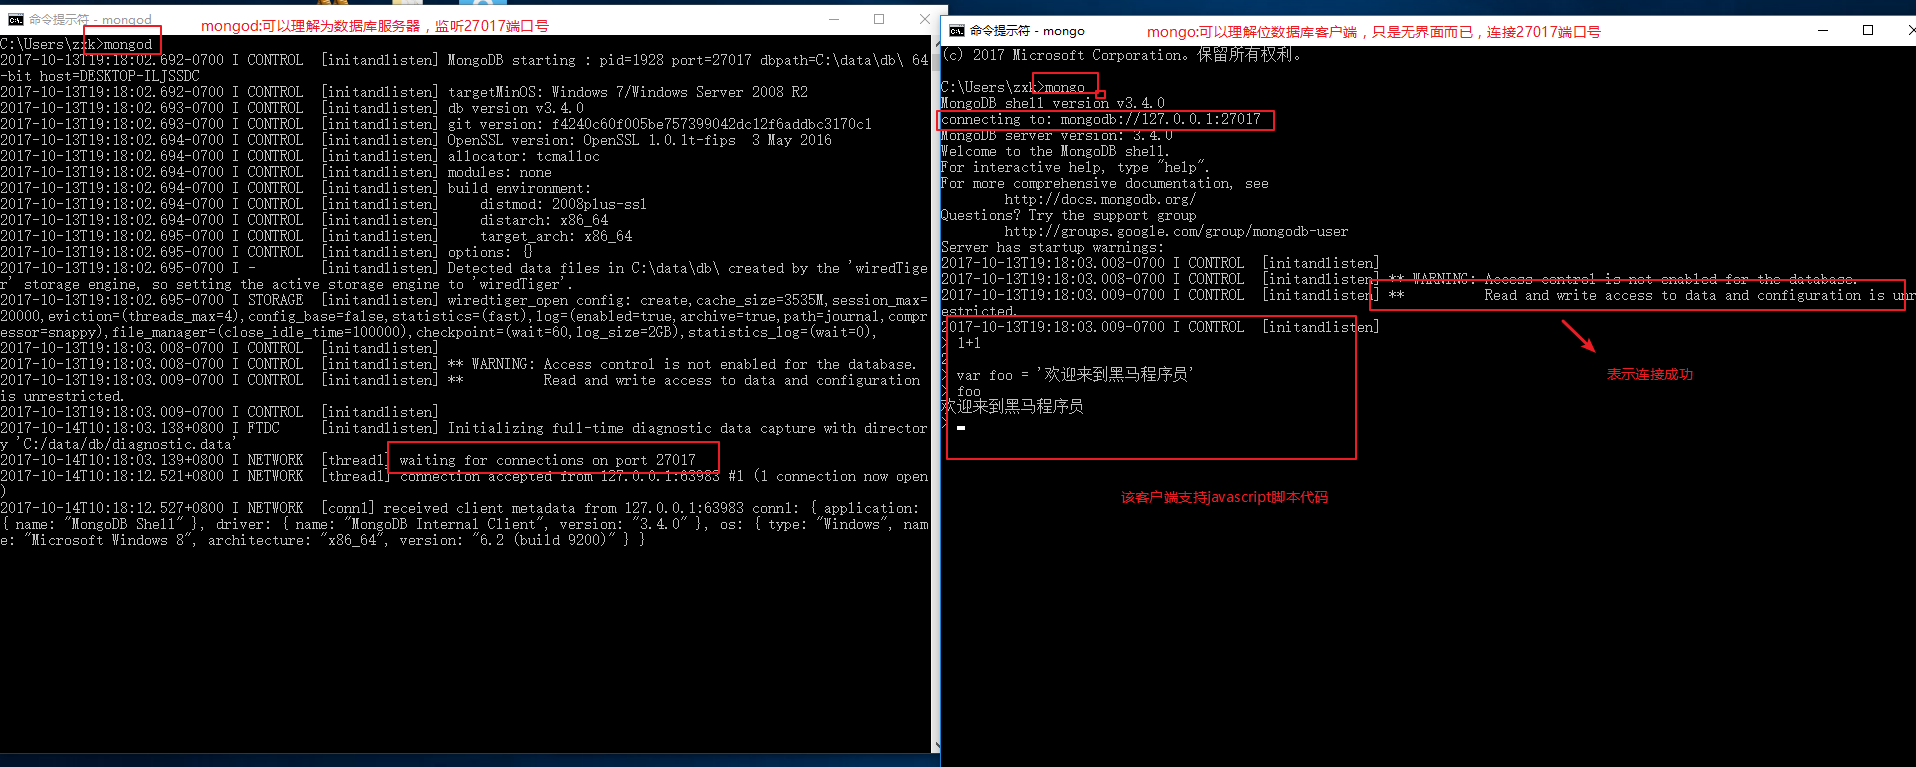 命令提示符 - mongod
mongod:可以理解为数据库服务器，监听27017端口号
C:\Users\zxk>mongod
2017-10-13T19:18:02.692-0700 I CONTROL  [initandlisten] MongoDB starting : pid=1928 port=27017 dbpath=C:\data\db\ 64
-bit host=DESKTOP-ILJSSDC
2017-10-13T19:18:02.692-0700 I CONTROL  [initandlisten] targetMinOS: Windows 7/Windows Server 2008 R2
2017-10-13T19:18:02.693-0700 I CONTROL  [initandlisten] db version v3.4.0
2017-10-13T19:18:02.693-0700 I CONTROL  [initandlisten] git version: f4240c60f005be757399042dc12f6addbc3170c1
2017-10-13T19:18:02.694-0700 I CONTROL  [initandlisten] OpenSSL version: OpenSSL 1.0.1t-fips  3 May 2016
2017-10-13T19:18:02.694-0700 I CONTROL  [initandlisten] allocator: tcmalloc
2017-10-13T19:18:02.694-0700 I CONTROL  [initandlisten] modules: none
2017-10-13T19:18:02.694-0700 I CONTROL  [initandlisten] build environment:
2017-10-13T19:18:02.694-0700 I CONTROL  [initandlisten]     distmod: 2008plus-ssl
2017-10-13T19:18:02.694-0700 I CONTROL  [initandlisten]     distarch: x86_64
2017-10-13T19:18:02.695-0700 I CONTROL  [initandlisten]     target_arch: x86_64
2017-10-13T19:18:02.695-0700 I CONTROL  [initandlisten] options: {}
2017-10-13T19:18:02.695-0700 I -        [initandlisten] Detected data files in C:\data\db\ created by the 'wiredTige
r' storage engine, so setting the active storage engine to 'wiredTiger'.
2017-10-13T19:18:02.695-0700 I STORAGE  [initandlisten] wiredtiger_open config: create,cache_size=3535M,session_max=
20000,eviction=(threads_max=4),config_base=false,statistics=(fast),log=(enabled=true,archive=true,path=journal,compr
essor=snappy),file_manager=(close_idle_time=100000),checkpoint=(wait=60,log_size=2GB),statistics_log=(wait=0),
2017-10-13T19:18:03.008-0700 I CONTROL  [initandlisten]
2017-10-13T19:18:03.008-0700 I CONTROL  [initandlisten] ** WARNING: Access control is not enabled for the database.
2017-10-13T19:18:03.009-0700 I CONTROL  [initandlisten] **          Read and write access to data and configuration
is unrestricted.
2017-10-13T19:18:03.009-0700 I CONTROL  [initandlisten]
2017-10-14T10:18:03.138+0800 I FTDC     [initandlisten] Initializing full-time diagnostic data capture with director
y 'C:/data/db/diagnostic.data'
2017-10-14T10:18:03.139+0800 I NETWORK  [thread1] waiting for connections on port 27017
2017-10-14T10:18:12.521+0800 I NETWORK  [thread1] connection accepted from 127.0.0.1:63983 #1 (1 connection now open
)
2017-10-14T10:18:12.527+0800 I NETWORK  [conn1] received client metadata from 127.0.0.1:63983 conn1: { application:
{ name: "MongoDB Shell" }, driver: { name: "MongoDB Internal Client", version: "3.4.0" }, os: { type: "Windows", nam
e: "Microsoft Windows 8", architecture: "x86_64", version: "6.2 (build 9200)" } }
命令提示符 - mongo
mongo:可以理解位数据库客户端，只是无界面而已，连接27017端口号
(c) 2017 Microsoft Corporation。保留所有权利。
C:\Users\zxk>mongo
MongoDB shell version v3.4.0
connecting to: mongodb://127.0.0.1:27017
MongoDB server version: 3.4.0
Welcome to the MongoDB shell.
For interactive help, type "help".
For more comprehensive documentation, see
http://docs.mongodb.org/
Questions? Try the support group
http://groups.google.com/group/mongodb-user
Server has startup warnings:
2017-10-13T19:18:03.008-0700 I CONTROL  [initandlisten]
2017-10-13T19:18:03.008-0700 I CONTROL  [initandlisten] ** WARNING: Access control is not enabled for the database.
2017-10-13T19:18:03.009-0700 I CONTROL  [initandlisten] **          Read and write access to data and configuration is unr
estricted.
2017-10-13T19:18:03.009-0700 I CONTROL  [initandlisten]
> 1+1
2
> var foo = '欢迎来到黑马程序员'
> foo
欢迎来到黑马程序员
>
表示连接成功
该客户端支持javascript脚本代码